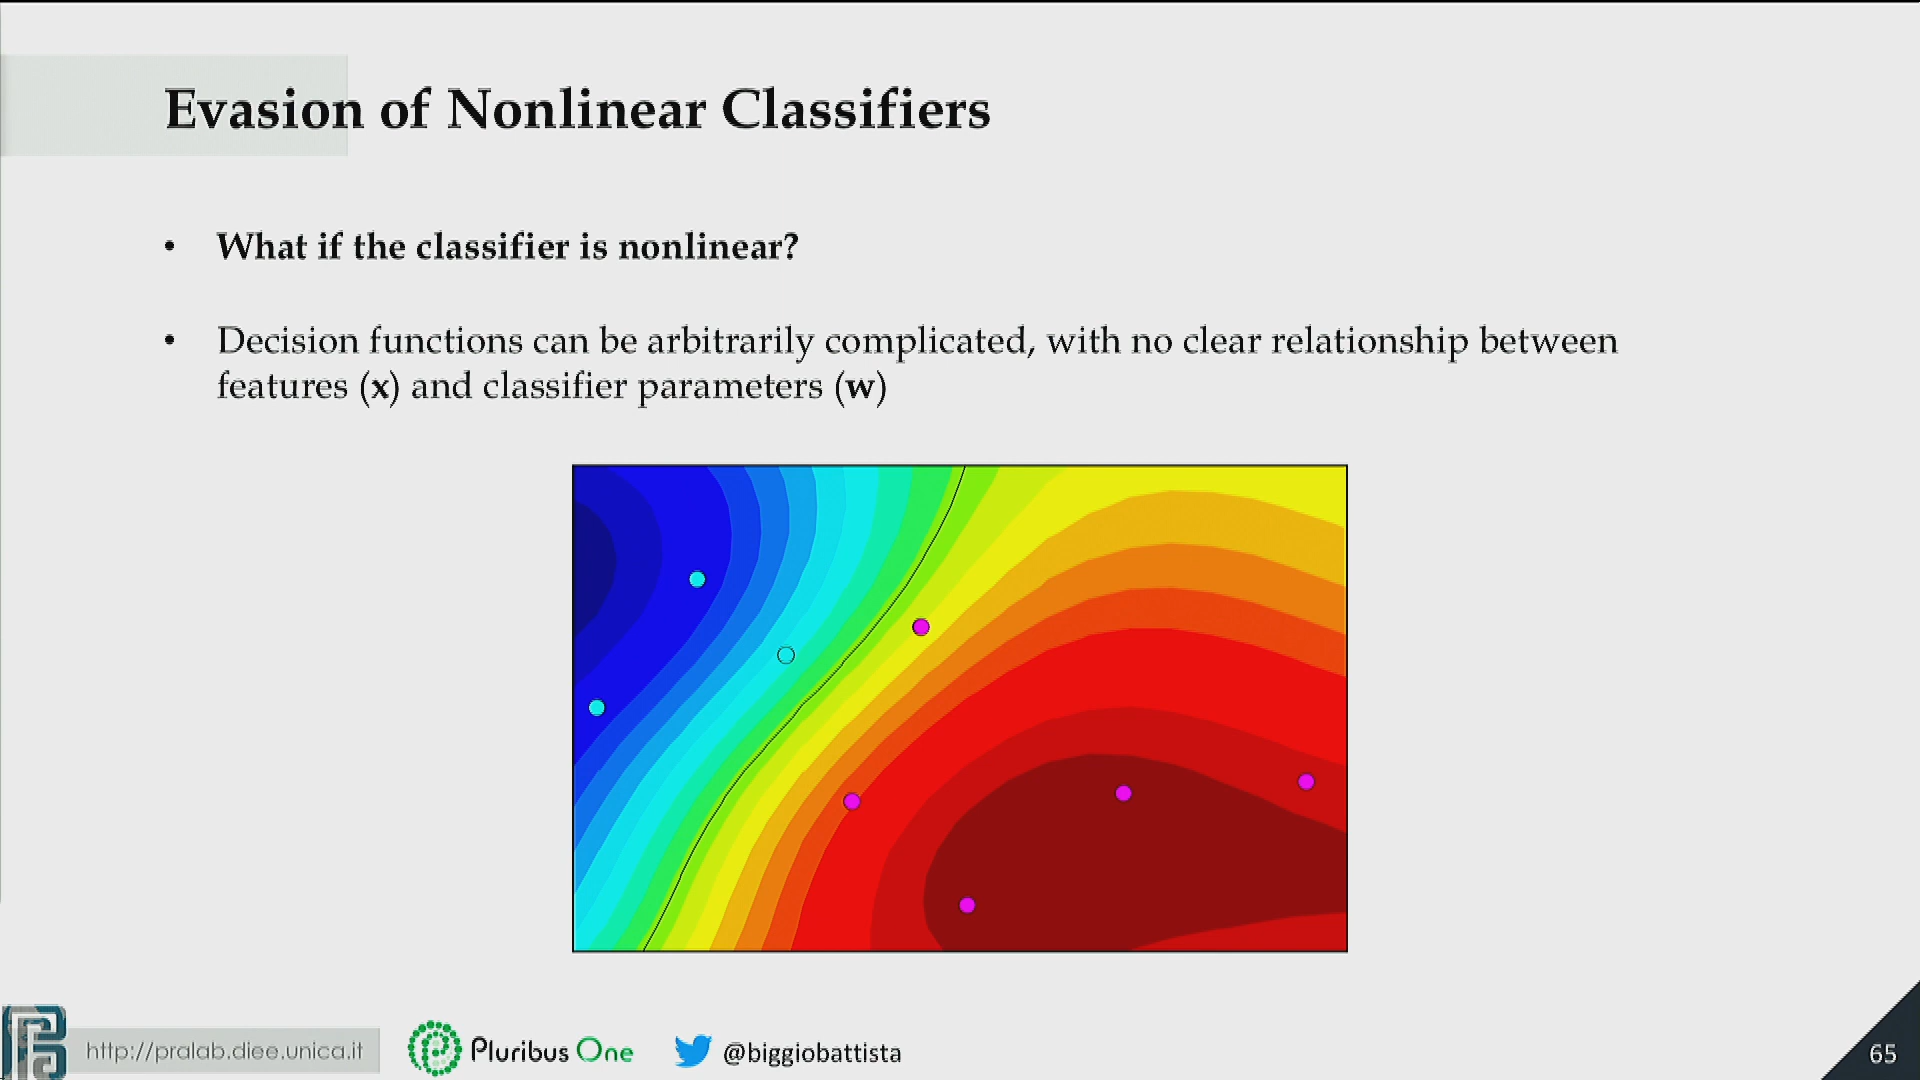 Evasion of Nonlinear Classifiers
• What if the classifier is nonlinear?
• Decision functions can be arbitrarily complicated, with no clear relationship between
features (x) and classifier parameters (w)
http://pralab.diee.unica.it
Pluribus One
@biggiobattista
65